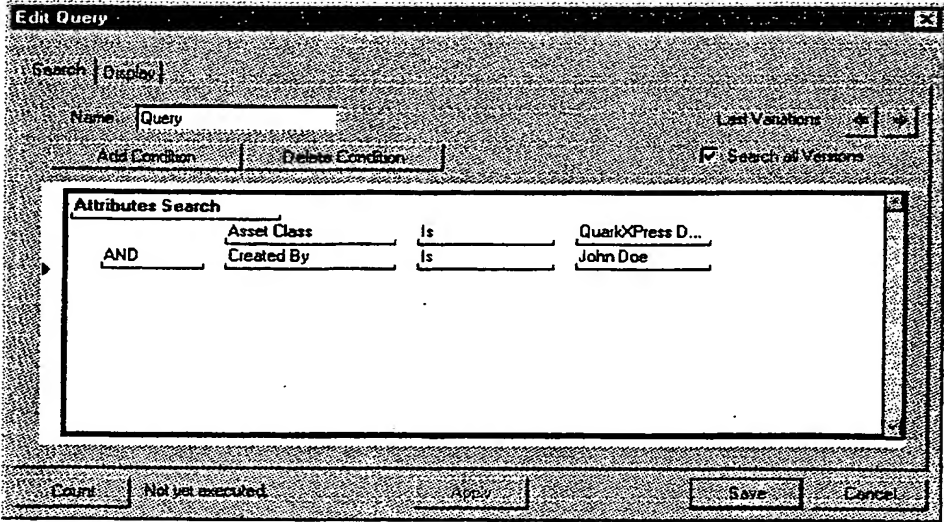 Edit Query
Search Display
Name Query Last Variations
Add Condition Delete Condition Search all Versions
Attributes Search
Asset Class Is QuarkXPress D...
AND Created By Is John Doe
Count Not yet executed. Apply Save Cancel